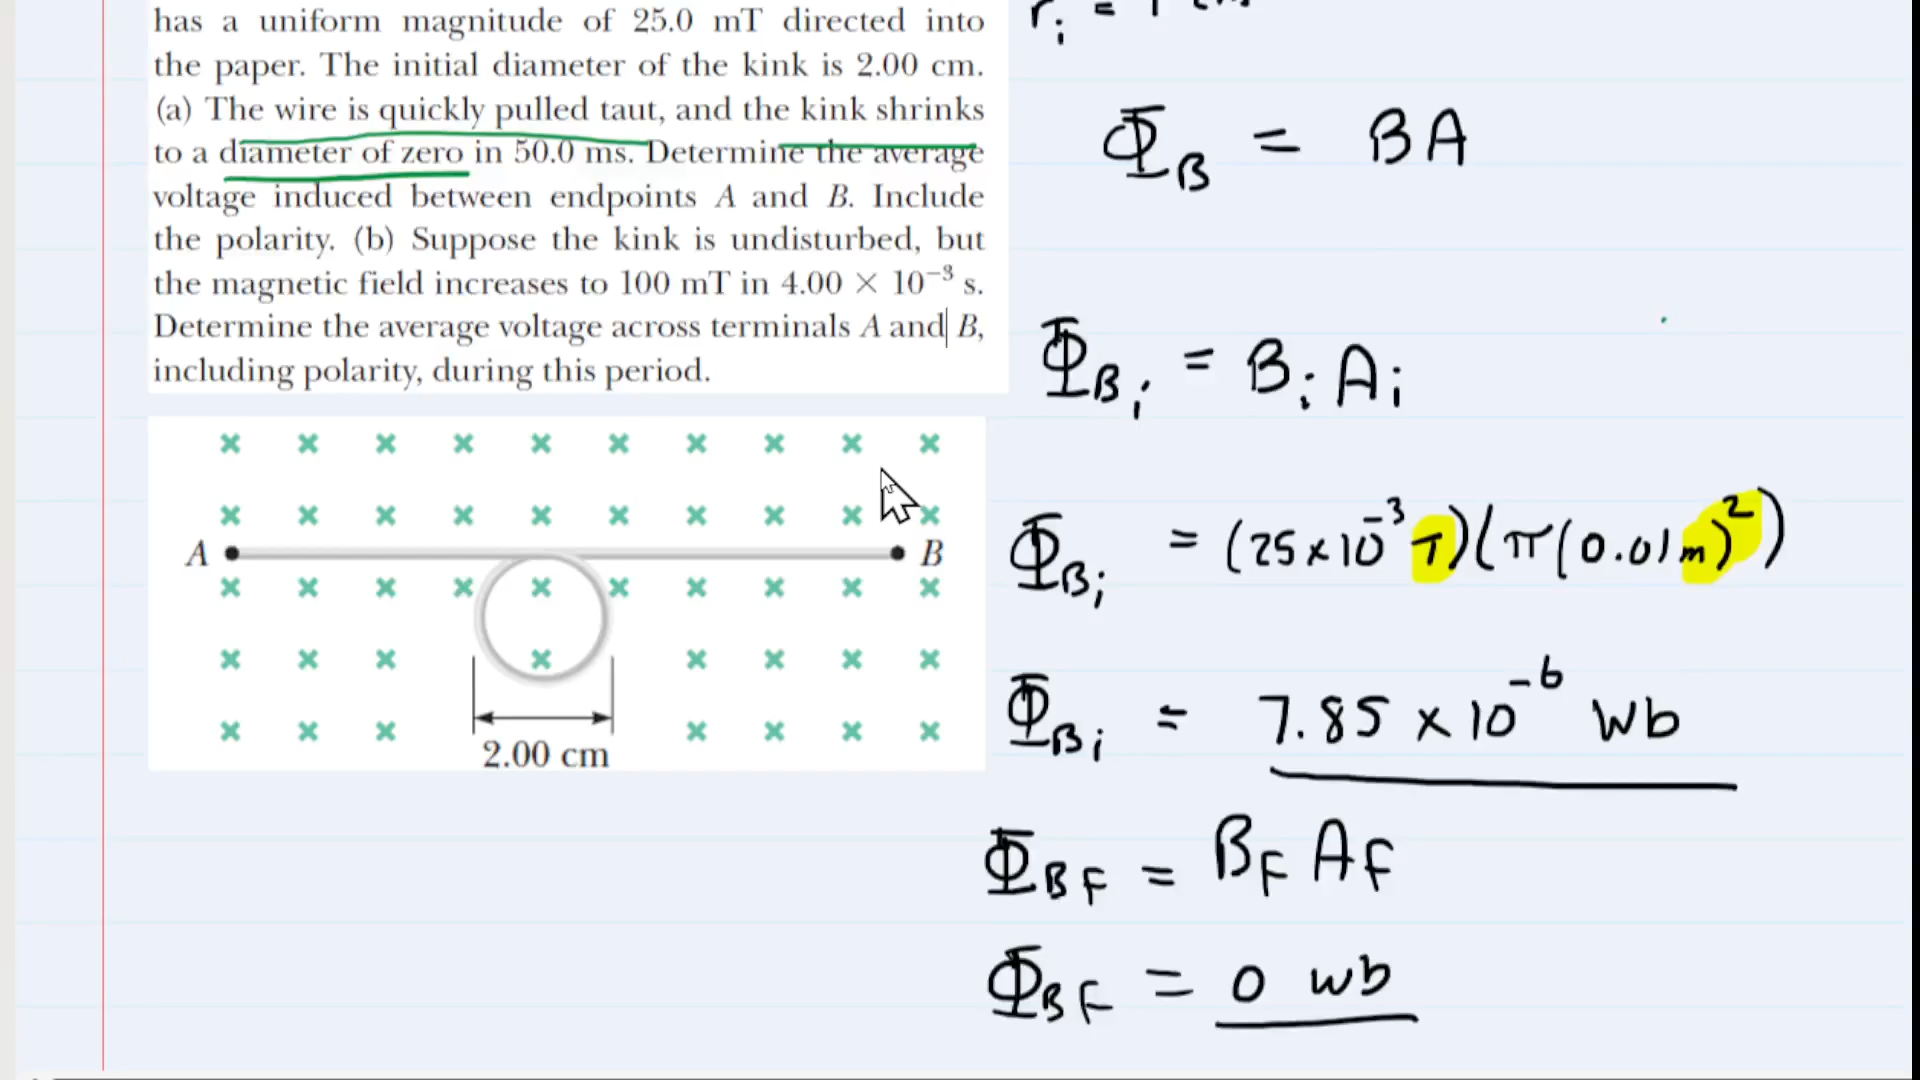 has a uniform magnitude of 25.0 mT directed into
the paper. The initial diameter of the kink is 2.00 cm.
(a) The wire is quickly pulled taut, and the kink shrinks
to a diameter of zero in 50.0 ms. Determine the average
voltage induced between endpoints A and B. Include
the polarity. (b) Suppose the kink is undisturbed, but
the magnetic field increases to 100 mT in 4.00 × 10⁻³ s.
Determine the average voltage across terminals A and B,
including polarity, during this period.
A
B
2.00 cm
Φ_B = BA
Φ_Bi = B_i A_i
Φ_Bi = (25 × 10⁻³ T)(π(0.01m)²)
Φ_Bi = 7.85 × 10⁻⁶ Wb
Φ_BF = B_F A_F
Φ_BF = 0 Wb